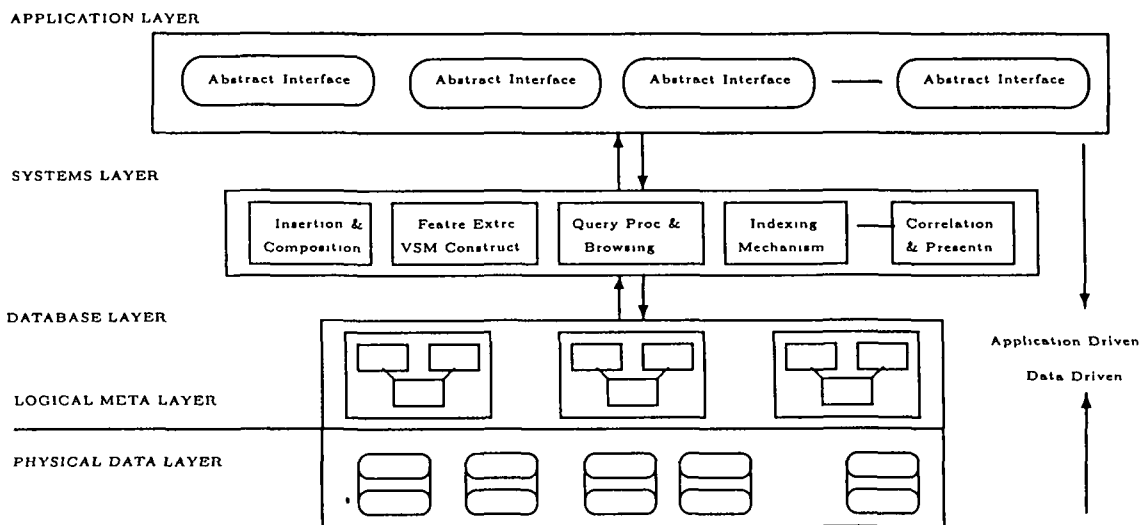 APPLICATION LAYER
Abstract Interface
Abstract Interface
Abstract Interface
Abstract Interface
SYSTEMS LAYER
Insertion &
Composition
Featre Extrc
VSM Construct
Query Proc &
Browsing
Indexing
Mechanism
Correlation
& Presentn
DATABASE LAYER
Application Driven
Data Driven
LOGICAL META LAYER
PHYSICAL DATA LAYER